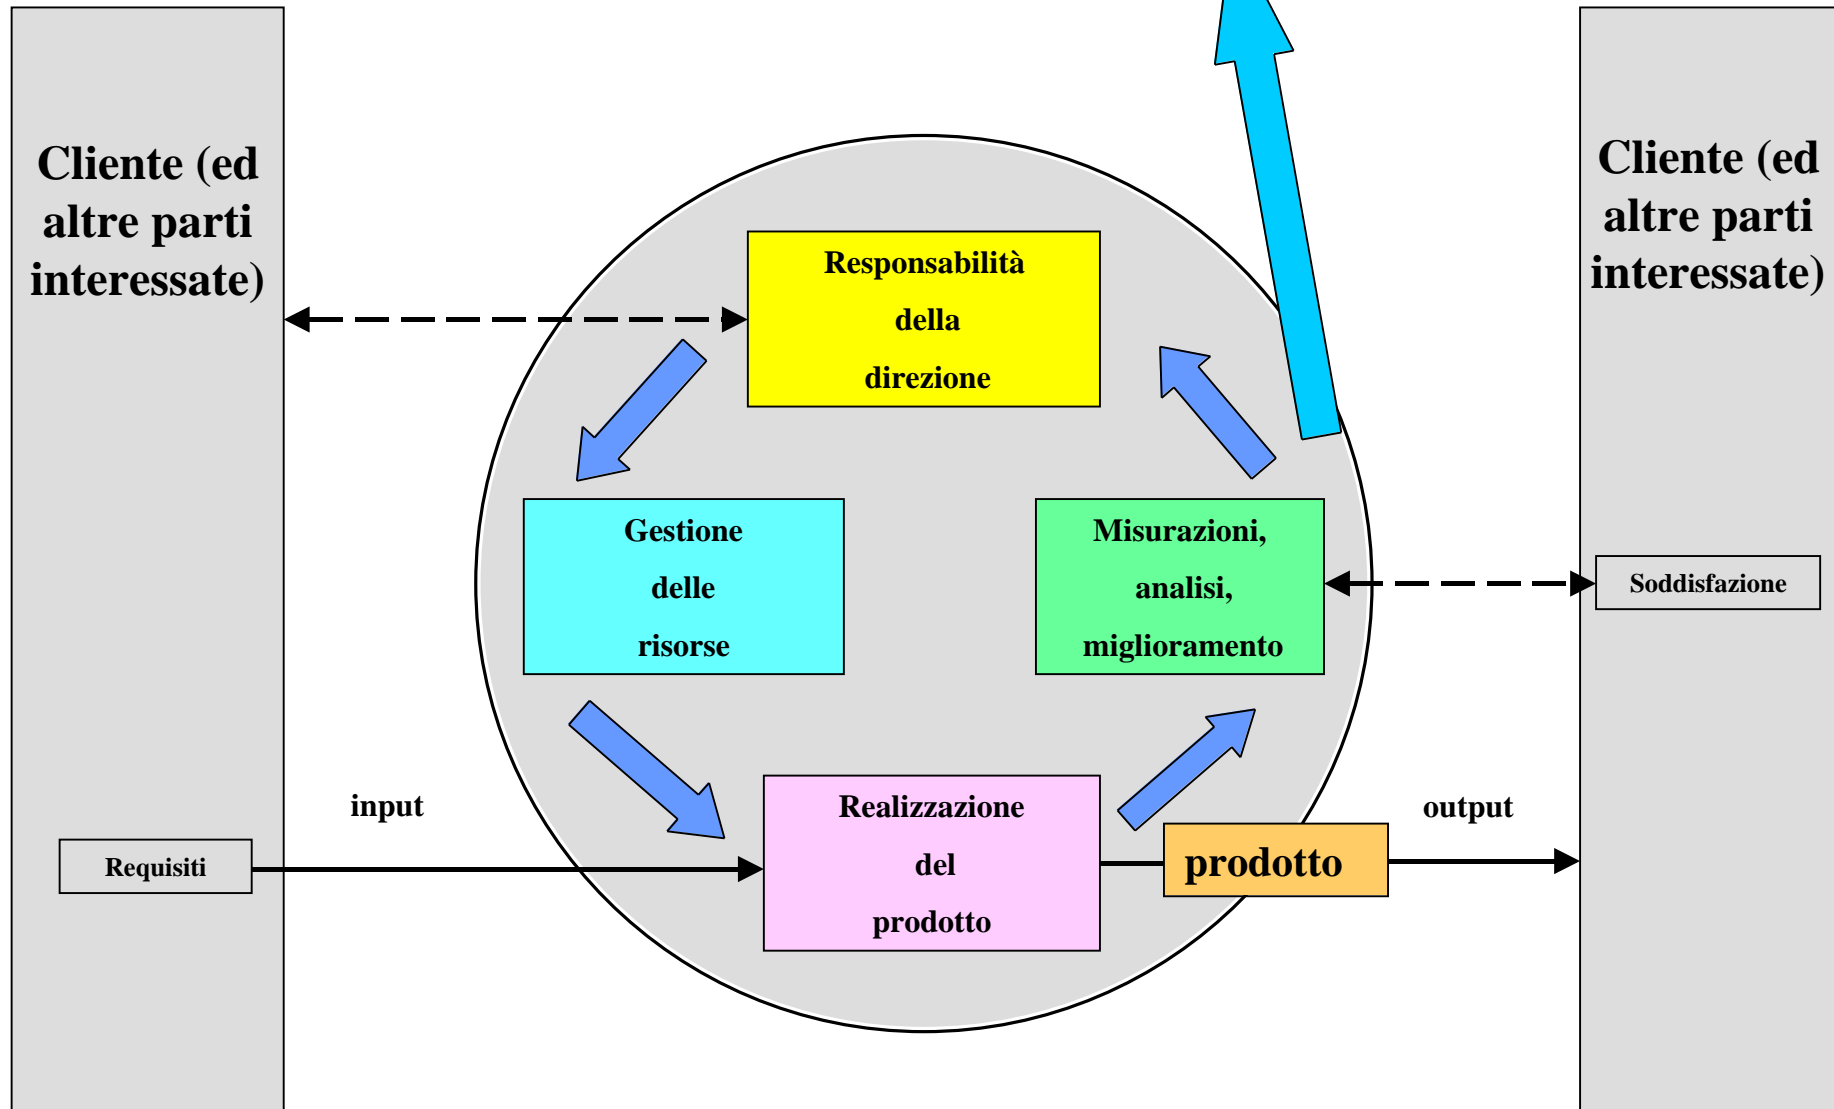 Cliente (ed
altre parti
interessate)
Cliente (ed
altre parti
interessate)
Responsabilità
della
direzione
Gestione
delle
risorse
Misurazioni,
analisi,
miglioramento
Soddisfazione
input
Realizzazione
del
prodotto
prodotto
output
Requisiti